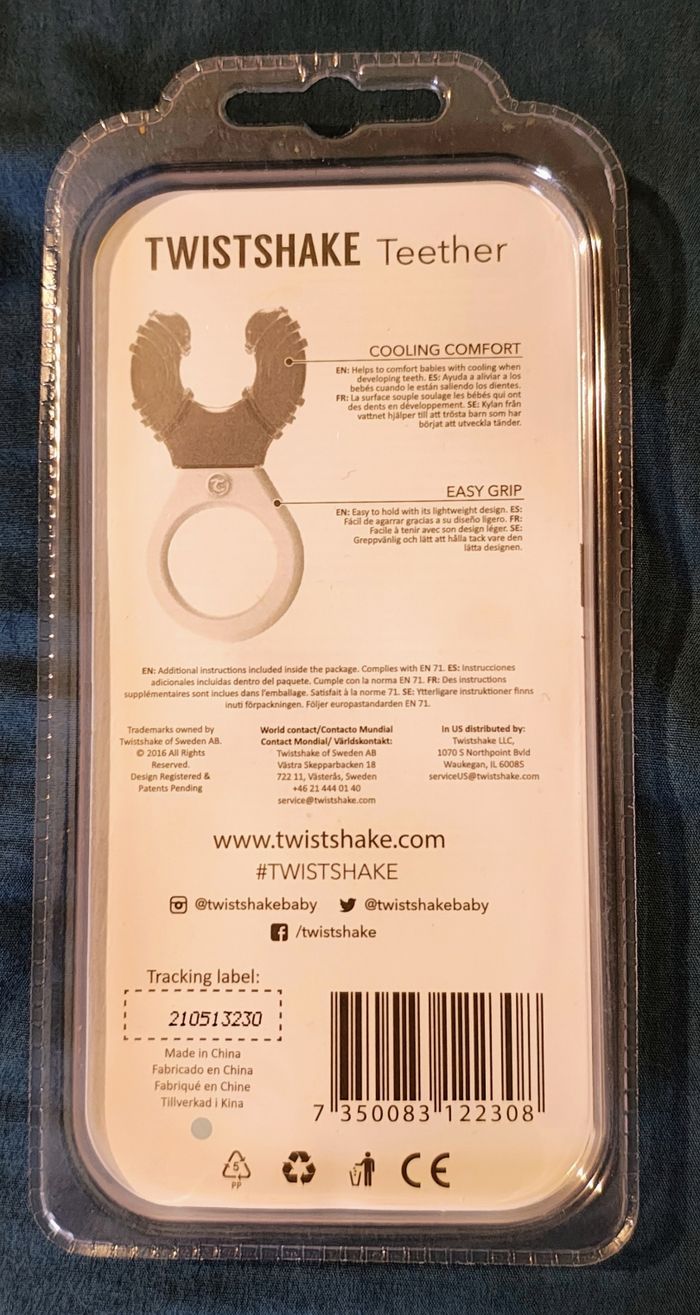 TWISTSHAKE Teether
COOLING COMFORT
EN: Helps to comfort babies with cooling when
developing teeth. ES: Ayuda a aliviar a los
bebés cuando le están saliendo los dientes.
FR: La surface souple soulage les bébés qui ont
des dents en développement. SE: Kylan från
vattnet hjälper till att trösta barn som har
börjat att utveckla tänder.
EASY GRIP
EN: Easy to hold with its lightweight design. ES:
Fácil de agarrar gracias a su diseño ligero. FR:
Facile à tenir avec son design léger. SE:
Greppvänlig och lätt att hålla tack vare den
lätta designen.
EN: Additional instructions included inside the package. Complies with EN 71. ES: Instrucciones
adicionales incluidas dentro del paquete. Cumple con la norma EN 71. FR: Des instructions
supplémentaires sont inclues dans l'emballage. Satisfait à la norme 71. SE: Ytterligare instruktioner finns
inuti förpackningen. Följer europastandarden EN 71.
Trademarks owned by
Twistshake of Sweden AB.
© 2016 All Rights
Reserved.
Design Registered &
Patents Pending
World contact/Contacto Mundial
Contact Mondial/ Världskontakt:
Twistshake of Sweden AB
Västra Skepparbacken 18
722 11, Västerås, Sweden
+46 21 444 01 40
service@twistshake.com
In US distributed by:
Twistshake LLC,
1070 S Northpoint Bvld
Waukegan, IL 60085
serviceUS@twistshake.com
www.twistshake.com
#TWISTSHAKE
@twistshakebaby @twistshakebaby
/twistshake
Tracking label:
210513230
Made in China
Fabricado en China
Fabriqué en Chine
Tillverkad i Kina
7 350083 122308
5
PP
CE